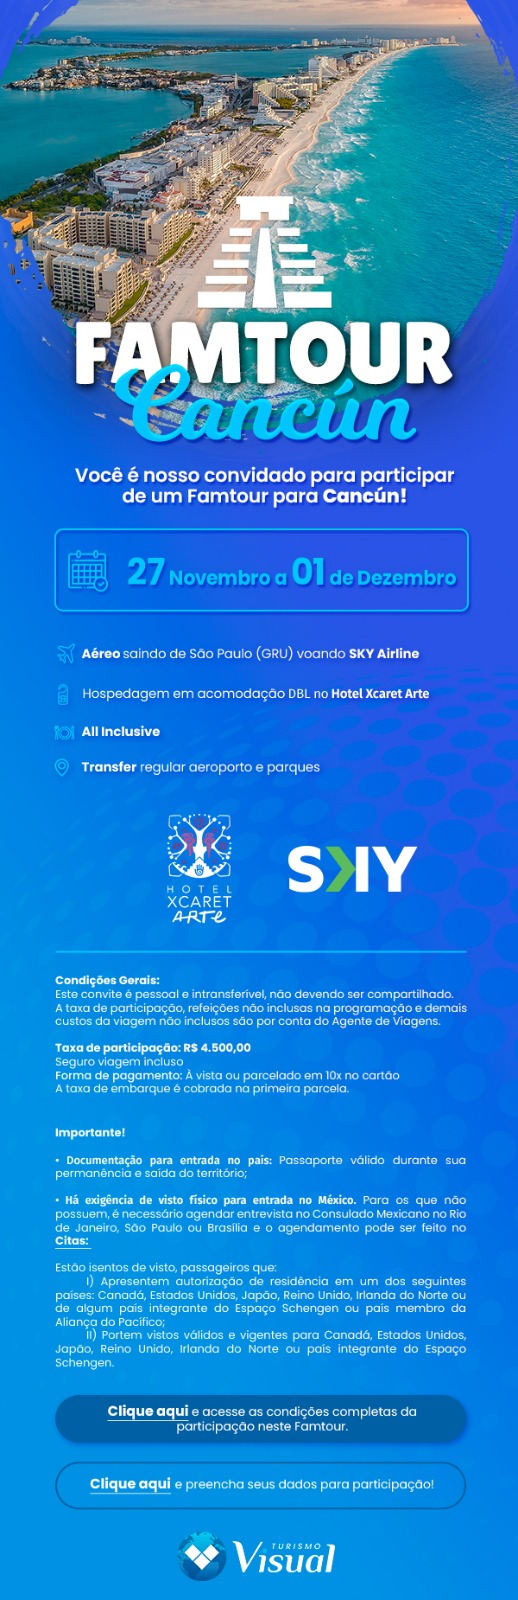 FAMTOUR
Cancún
Você é nosso convidado para participar
de um Famtour para Cancún!
27 Novembro a 01 de Dezembro
Aéreo saindo de São Paulo (GRU) voando SKY Airline
Hospedagem em acomodação DBL no Hotel Xcaret Arte
All Inclusive
Transfer regular aeroporto e parques
HOTEL
XCARET
ARTE
SKY
Condições Gerais:
Este convite é pessoal e intransferível, não devendo ser compartilhado.
A taxa de participação, refeições não inclusas na programação e demais
custos da viagem não inclusos são por conta do Agente de Viagens.
Taxa de participação: R$ 4.500,00
Seguro viagem incluso
Forma de pagamento: À vista ou parcelado em 10x no cartão
A taxa de embarque é cobrada na primeira parcela.
Importante!
• Documentação para entrada no país: Passaporte válido durante sua
permanência e saída do território;
• Há exigência de visto físico para entrada no México. Para os que não
possuem, é necessário agendar entrevista no Consulado Mexicano no Rio
de Janeiro, São Paulo ou Brasília e o agendamento pode ser feito no
Citas:
Estão isentos de visto, passageiros que:
I) Apresentem autorização de residência em um dos seguintes
países: Canadá, Estados Unidos, Japão, Reino Unido, Irlanda do Norte ou
de algum país integrante do Espaço Schengen ou país membro da
Aliança do Pacífico;
II) Portem vistos válidos e vigentes para Canadá, Estados Unidos,
Japão, Reino Unido, Irlanda do Norte ou país integrante do Espaço
Schengen.
Clique aqui e acesse as condições completas da
participação neste Famtour.
Clique aqui e preencha seus dados para participação!
TURISMO
Visual